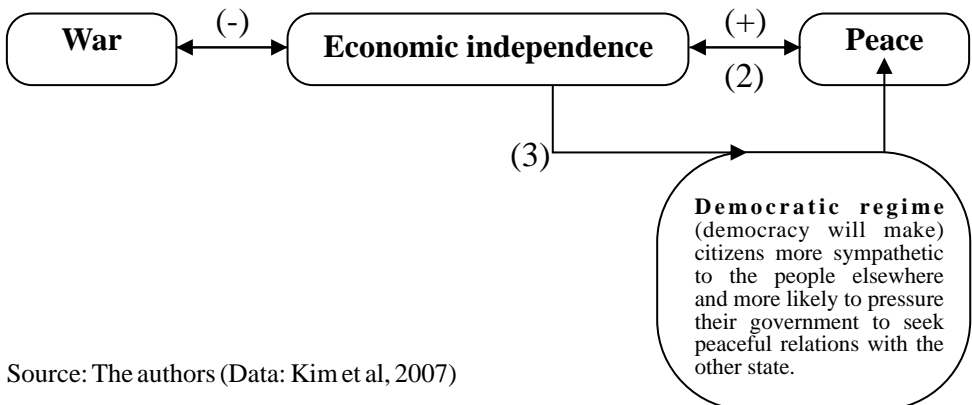 (-)
(+)
War
Economic independence
Peace
(2)
(3)
Democratic regime
(democracy will make)
citizens more sympathetic
to the people elsewhere
and more likely to pressure
their government to seek
peaceful relations with the
other state.
Source: The authors (Data: Kim et al, 2007)